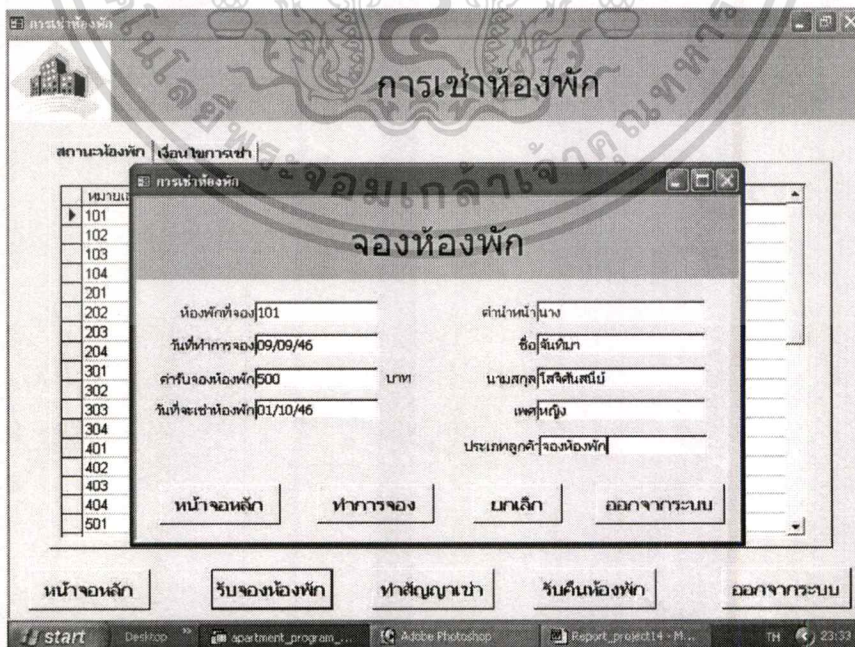 การเช่าห้องพัก
การเช่าห้องพัก
สถานะห้องพัก
เงื่อนไขการเช่า
101
102
103
104
201
202
203
204
301
302
303
304
401
402
403
404
501
การเช่าห้องพัก
จองห้องพัก
ห้องพักที่จอง 101
วันที่ทำการจอง 09/09/46
ค่ารับจองห้องพัก 500 บาท
วันที่จะเช่าห้องพัก 01/10/46
คำนำหน้า นาง
ชื่อ จันทิมา
นามสกุล
เพศ หญิง
ประเภทลูกค้า จองห้องพัก
หน้าจอหลัก
ทำการจอง
ยกเลิก
ออกจากระบบ
หน้าจอหลัก
รับจองห้องพัก
ทำสัญญาเช่า
รับคืนห้องพัก
ออกจากระบบ
start
Desktop
apartment_program_...
Adobe Photoshop
Report_project14 - M...
TH
23:33